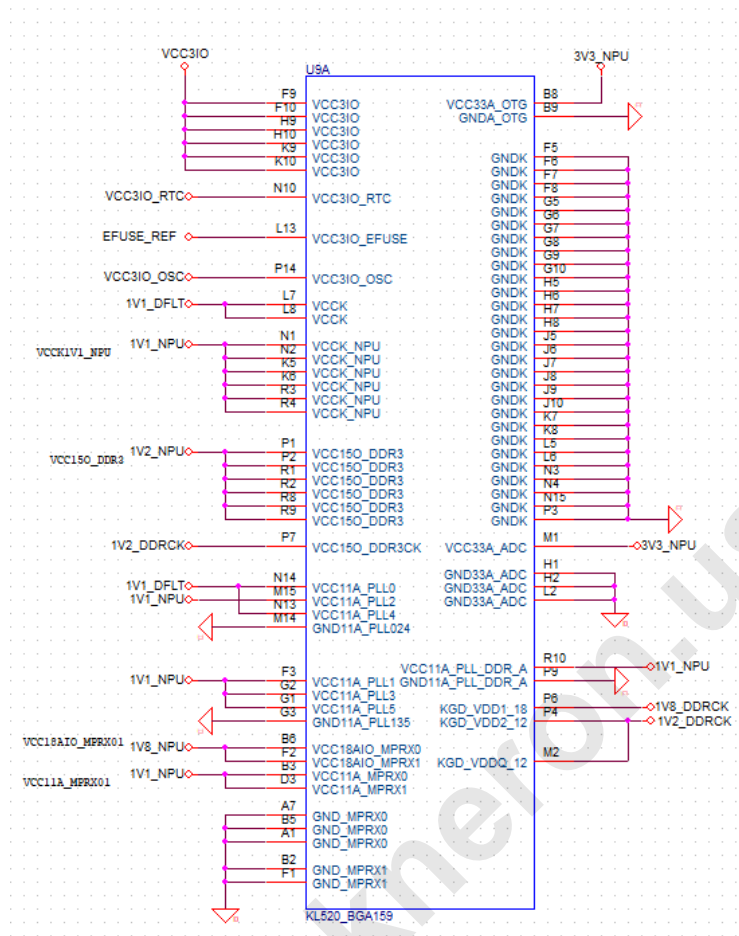 VCC3IO
3V3_NPU
U9A
F9 VCC3IO
F10 VCC3IO
H9 VCC3IO
H10 VCC3IO
K9 VCC3IO
K10 VCC3IO
VCC3IO_RTC N10 VCC3IO_RTC
EFUSE_REF L13 VCC3IO_EFUSE
VCC3IO_OSC P14 VCC3IO_OSC
1V1_DFLT L7 VCCK
L8 VCCK
VCCK1V1_NPU 1V1_NPU N1 VCCK_NPU
N2 VCCK_NPU
K5 VCCK_NPU
K6 VCCK_NPU
R3 VCCK_NPU
R4 VCCK_NPU
VCC15O_DDR3 1V2_NPU P1 VCC15O_DDR3
P2 VCC15O_DDR3
R1 VCC15O_DDR3
R2 VCC15O_DDR3
R8 VCC15O_DDR3
R9 VCC15O_DDR3
1V2_DDRCK P7 VCC15O_DDR3CK
1V1_DFLT N14 VCC11A_PLL0
1V1_NPU M15 VCC11A_PLL2
N13 VCC11A_PLL4
M14 GND11A_PLL024
1V1_NPU F3 VCC11A_PLL1
G2 VCC11A_PLL3
G1 VCC11A_PLL5
G3 GND11A_PLL135
VCC18AIO_MPRX01 1V8_NPU B6 VCC18AIO_MPRX0
F2 VCC18AIO_MPRX1
VCC11A_MPRX01 1V1_NPU B3 VCC11A_MPRX0
D3 VCC11A_MPRX1
A7 GND_MPRX0
B5 GND_MPRX0
A1 GND_MPRX0
B2 GND_MPRX1
F1 GND_MPRX1
VCC33A_OTG B8
GNDA_OTG B9
GNDK F5
GNDK F6
GNDK F7
GNDK F8
GNDK G5
GNDK G6
GNDK G7
GNDK G8
GNDK G9
GNDK G10
GNDK H5
GNDK H6
GNDK H7
GNDK H8
GNDK J5
GNDK J6
GNDK J7
GNDK J8
GNDK J9
GNDK J10
GNDK K7
GNDK K8
GNDK L5
GNDK L6
GNDK N3
GNDK N4
GNDK N15
GNDK P3
VCC33A_ADC M1 3V3_NPU
GND33A_ADC H1
GND33A_ADC H2
GND33A_ADC L2
VCC11A_PLL_DDR_A R10 1V1_NPU
GND11A_PLL_DDR_A P9
KGD_VDD1_18 P6 1V8_DDRCK
KGD_VDD2_12 P4 1V2_DDRCK
KGD_VDDQ_12 M2
KL520_BGA159
kneron.us